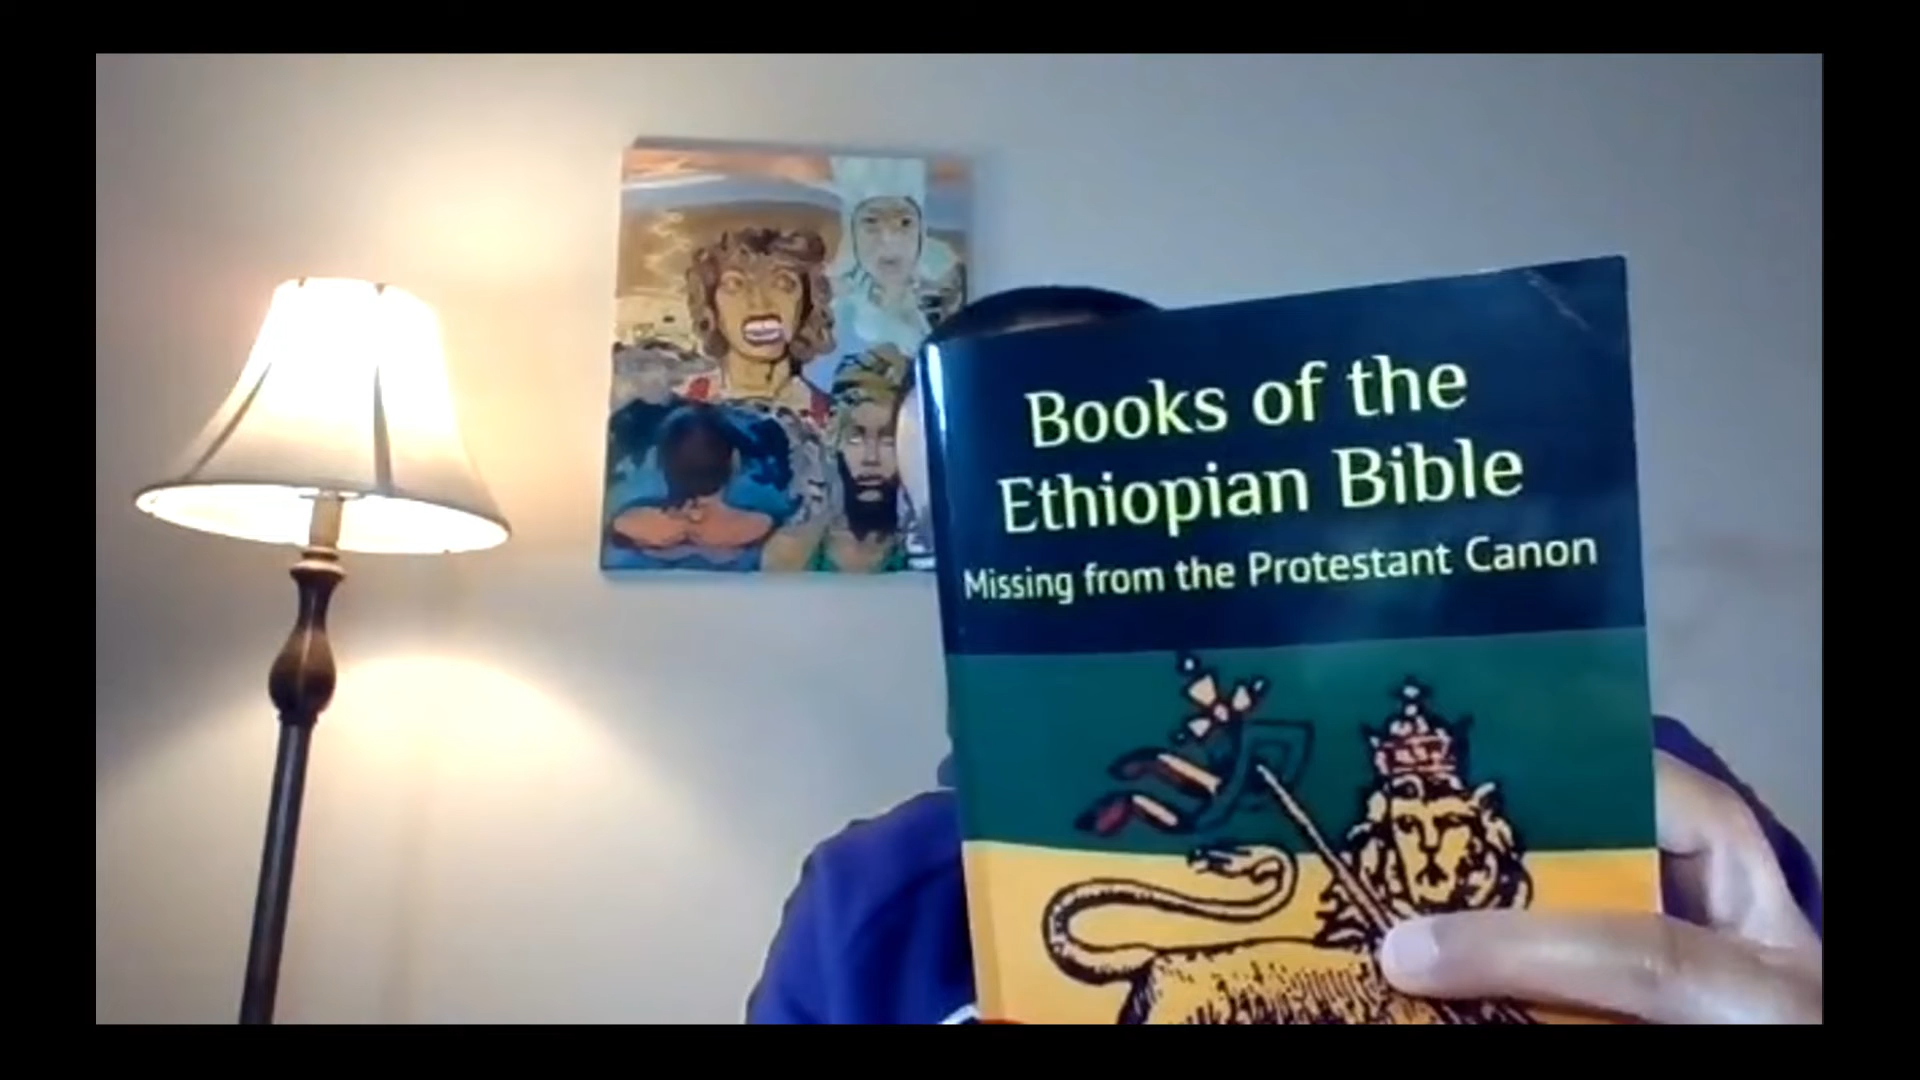 Books of the
Ethiopian Bible
Missing from the Protestant Canon